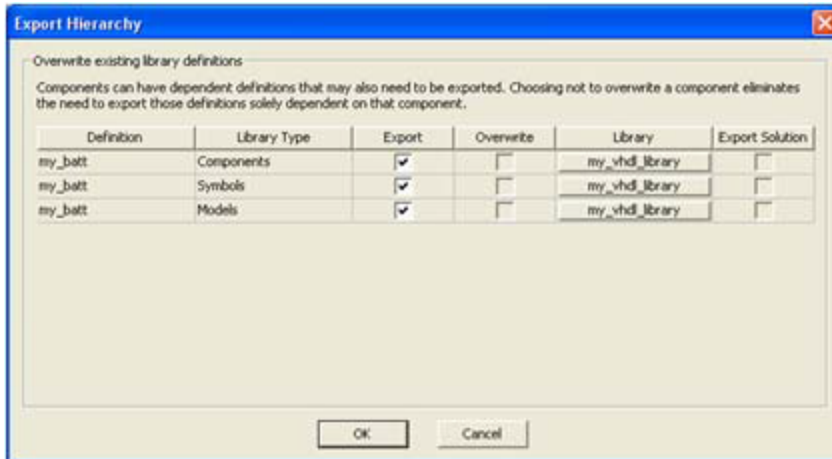 Export Hierarchy
Overwrite existing library definitions
Components can have dependent definitions that may also need to be exported. Choosing not to overwrite a component eliminates
the need to export those definitions solely dependent on that component.
Definition Library Type Export Overwrite Library Export Solution
my_batt Components my_vhdl_library
my_batt Symbols my_vhdl_library
my_batt Models my_vhdl_library
OK Cancel